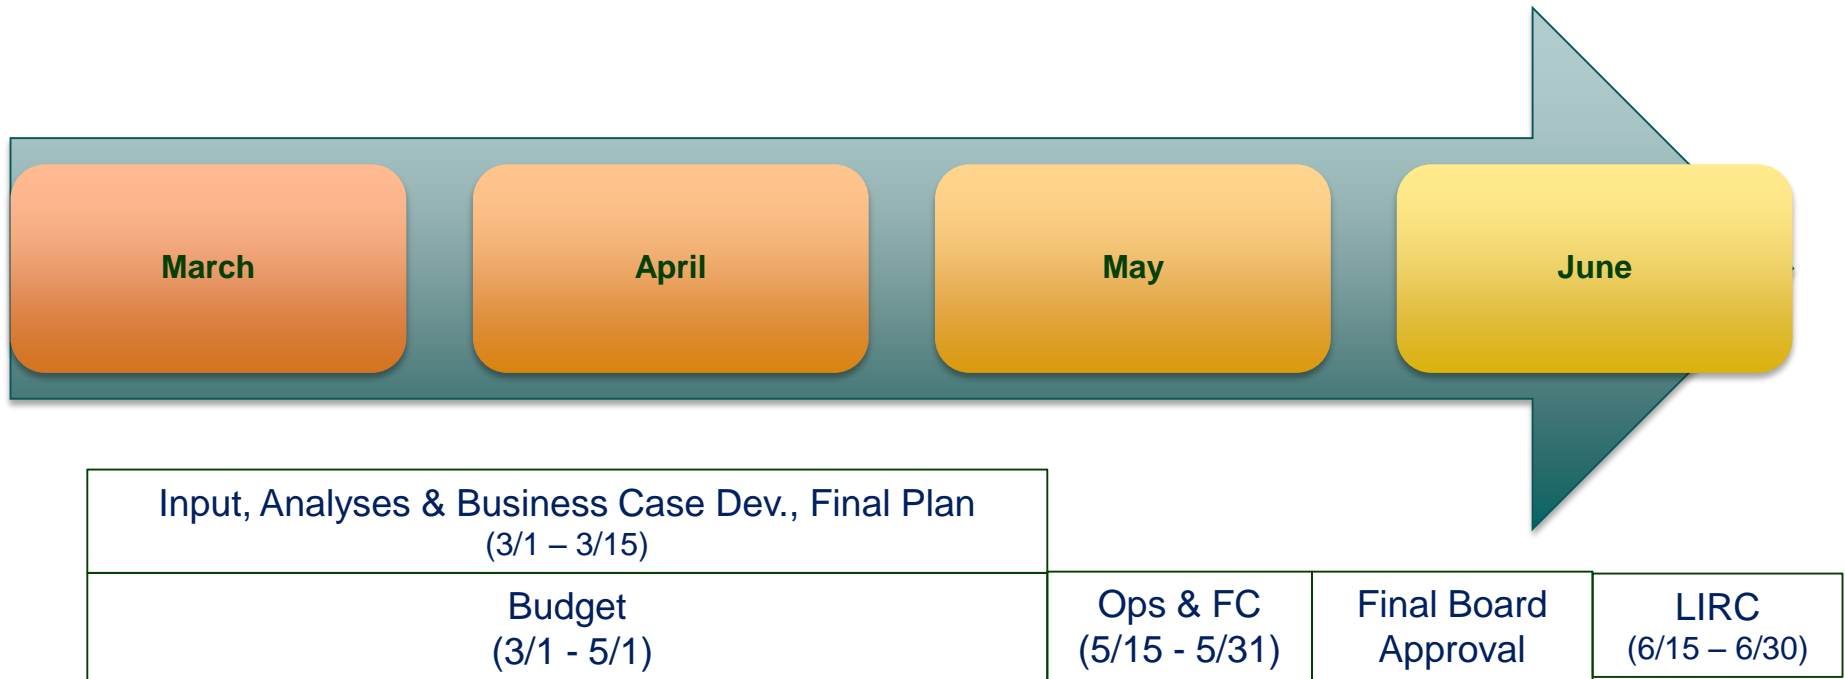 March
April
May
June
Input, Analyses & Business Case Dev., Final Plan
(3/1 – 3/15)
Budget
(3/1 - 5/1)
Ops & FC
(5/15 - 5/31)
Final Board
Approval
LIRC
(6/15 – 6/30)